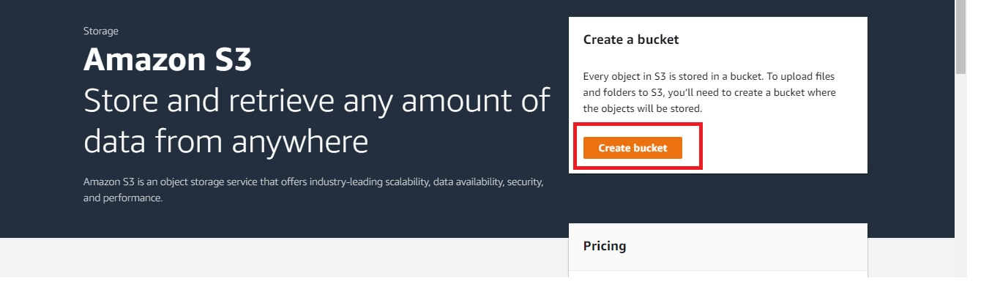 Storage
Amazon S3
Store and retrieve any amount of
data from anywhere
Amazon S3 is an object storage service that offers industry-leading scalability, data availability, security,
and performance.
Create a bucket
Every object in S3 is stored in a bucket. To upload files
and folders to S3, you’ll need to create a bucket where
the objects will be stored.
Create bucket
Pricing